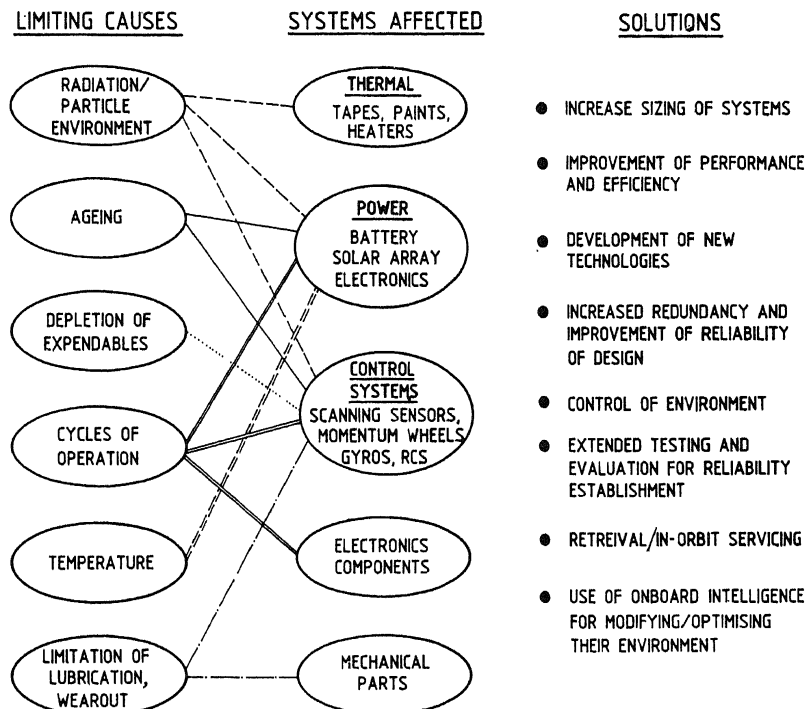 LIMITING CAUSES
RADIATION/
PARTICLE
ENVIRONMENT
AGEING
DEPLETION OF
EXPENDABLES
CYCLES OF
OPERATION
TEMPERATURE
LIMITATION OF
LUBRICATION,
WEAROUT
SYSTEMS AFFECTED
THERMAL
TAPES, PAINTS,
HEATERS
POWER
BATTERY
SOLAR ARRAY
ELECTRONICS
CONTROL
SYSTEMS
SCANNING SENSORS,
MOMENTUM WHEELS
GYROS, RCS
ELECTRONICS
COMPONENTS
MECHANICAL
PARTS
SOLUTIONS
● INCREASE SIZING OF SYSTEMS
● IMPROVEMENT OF PERFORMANCE
AND EFFICIENCY
● DEVELOPMENT OF NEW
TECHNOLOGIES
● INCREASED REDUNDANCY AND
IMPROVEMENT OF RELIABILITY
OF DESIGN
● CONTROL OF ENVIRONMENT
● EXTENDED TESTING AND
EVALUATION FOR RELIABILITY
ESTABLISHMENT
● RETREIVAL/IN-ORBIT SERVICING
● USE OF ONBOARD INTELLIGENCE
FOR MODIFYING/OPTIMISING
THEIR ENVIRONMENT